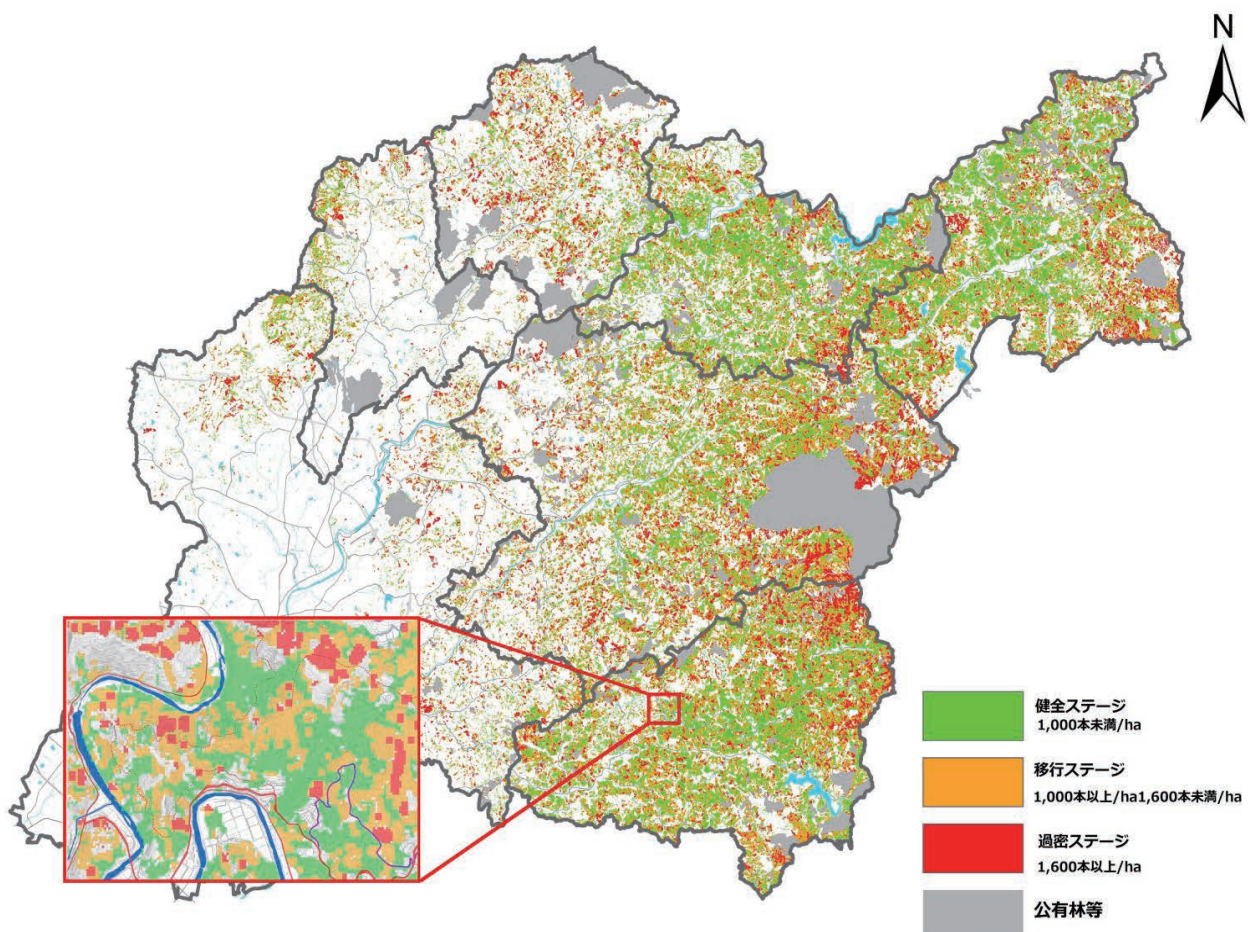 N
健全ステージ
1,000本未満/ha
移行ステージ
1,000本以上/ha1,600本未満/ha
過密ステージ
1,600本以上/ha
公有林等